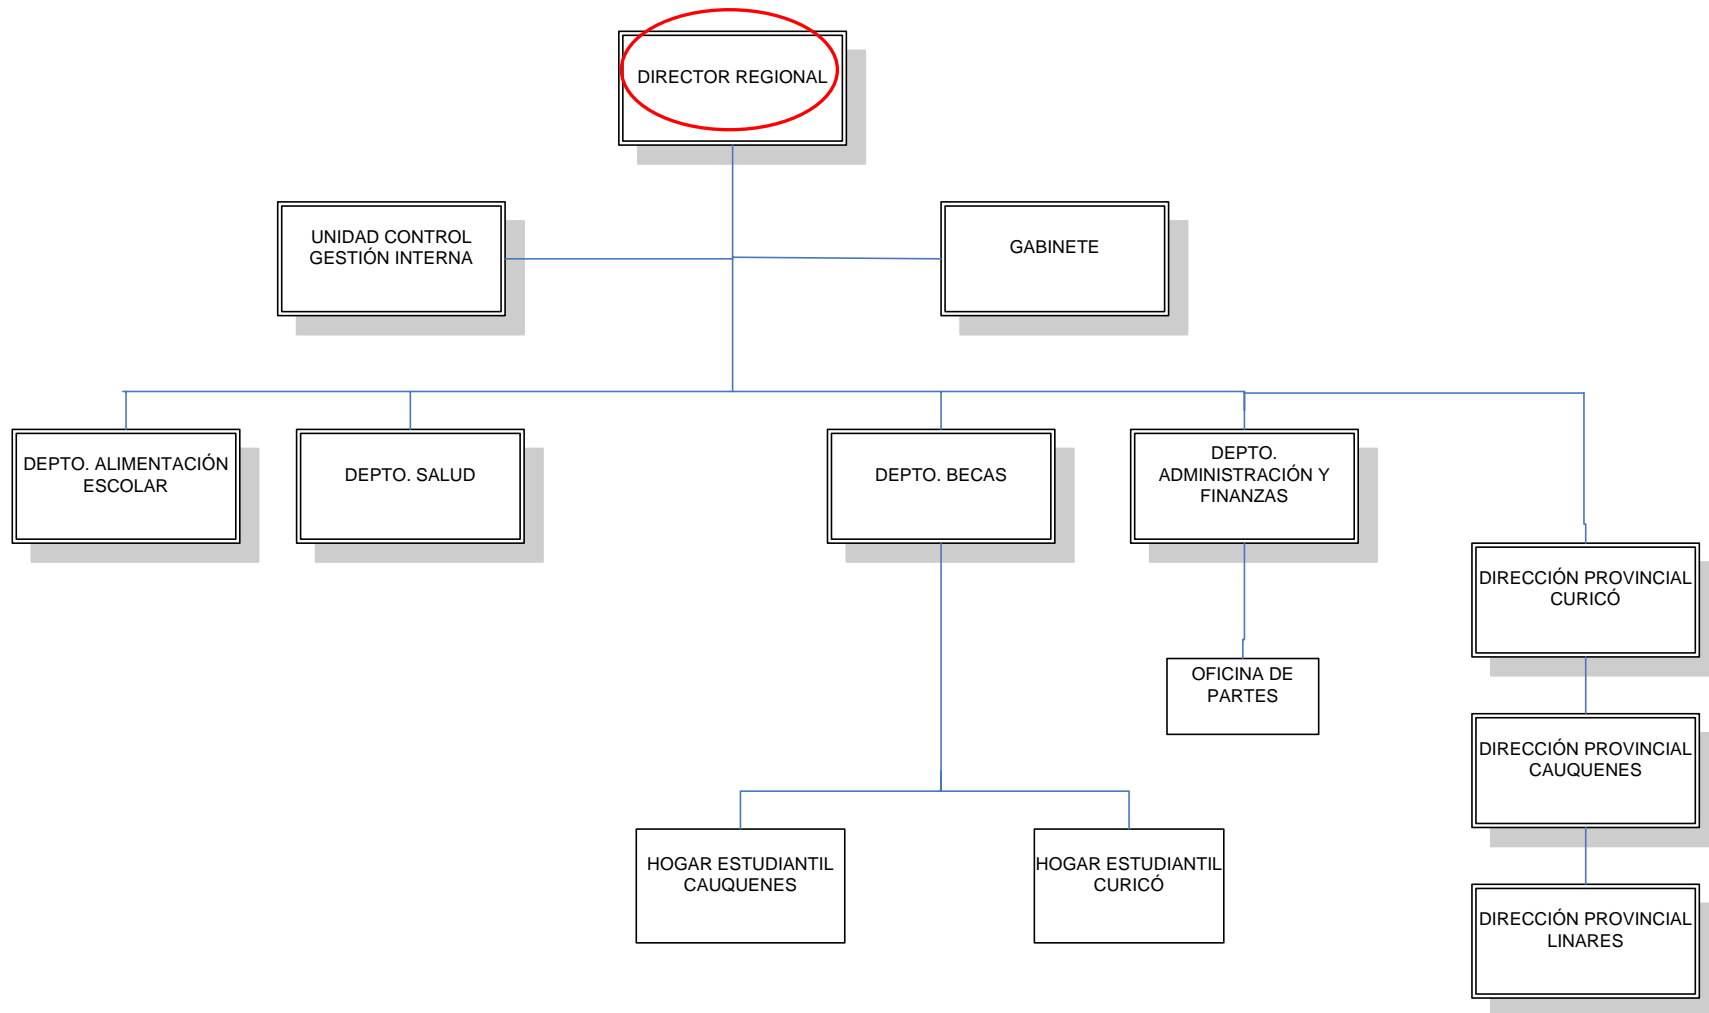 DIRECTOR REGIONAL
UNIDAD CONTROL
GESTIÓN INTERNA
GABINETE
DEPTO. ALIMENTACIÓN
ESCOLAR
DEPTO. SALUD
DEPTO. BECAS
DEPTO.
ADMINISTRACIÓN Y
FINANZAS
DIRECCIÓN PROVINCIAL
CURICÓ
OFICINA DE
PARTES
DIRECCIÓN PROVINCIAL
CAUQUENES
HOGAR ESTUDIANTIL
CAUQUENES
HOGAR ESTUDIANTIL
CURICÓ
DIRECCIÓN PROVINCIAL
LINARES